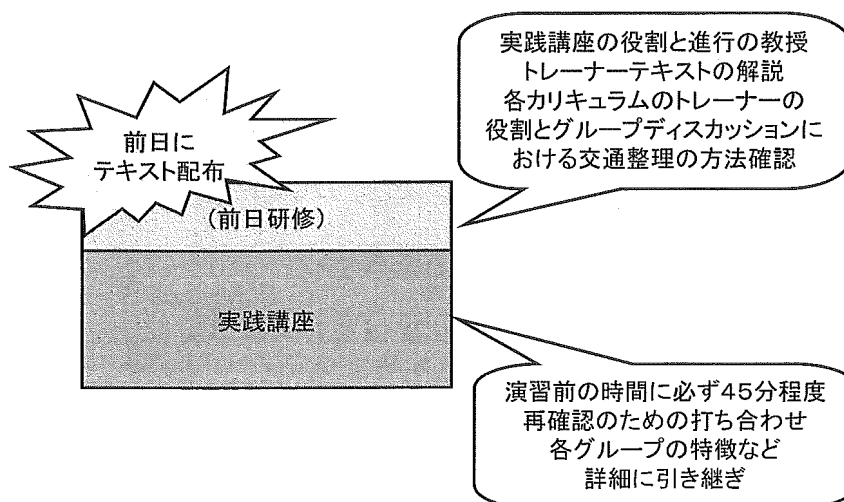 実践講座の役割と進行の教授
トレーナーテキストの解説
各カリキュラムのトレーナーの
役割とグループディスカッションに
おける交通整理の方法確認
前日に
テキスト配布
(前日研修)
実践講座
演習前の時間に必ず45分程度
再確認のための打ち合わせ
各グループの特徴など
詳細に引き継ぎ